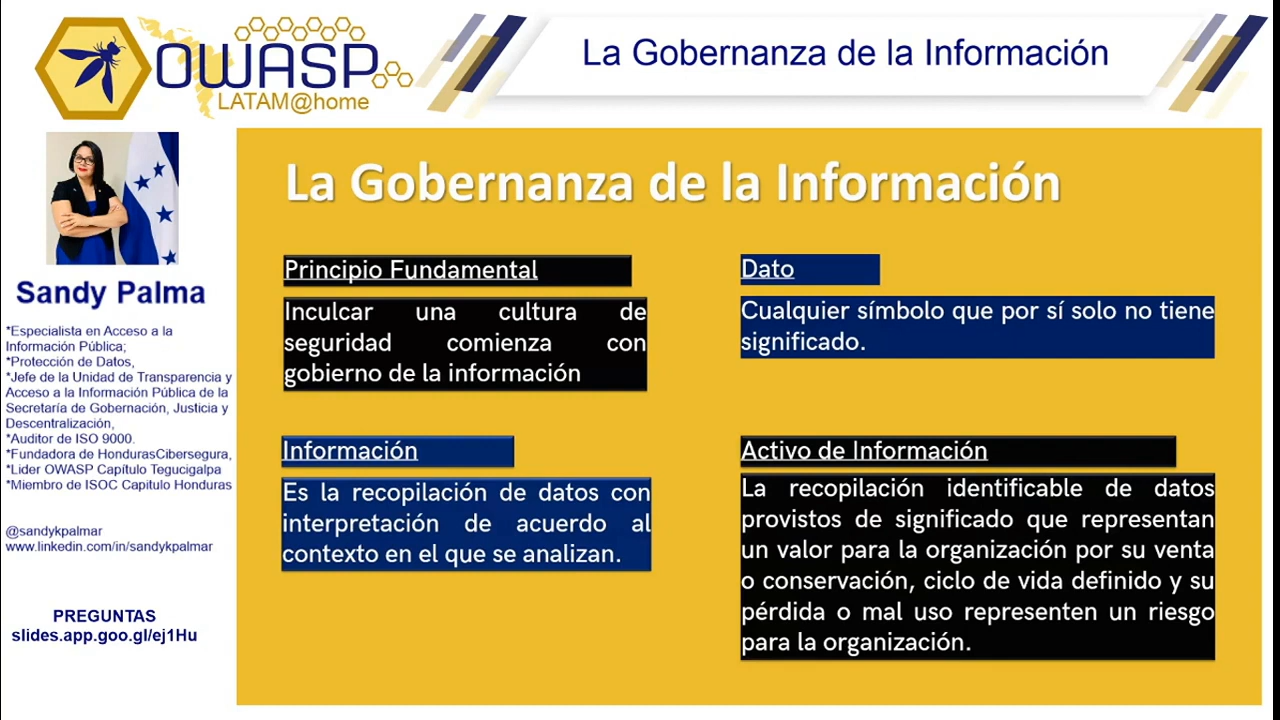 OWASP
LATAM@home
La Gobernanza de la Información
Sandy Palma
*Especialista en Acceso a la
Información Pública;
*Protección de Datos,
*Jefe de la Unidad de Transparencia y
Acceso a la Información Pública de la
Secretaría de Gobernación, Justicia y
Descentralización,
*Auditor de ISO 9000.
*Fundadora de HondurasCibersegura,
*Lider OWASP Capítulo Tegucigalpa
*Miembro de ISOC Capitulo Honduras
@sandykpalmar
www.linkedin.com/in/sandykpalmar
PREGUNTAS
slides.app.goo.gl/ej1Hu
La Gobernanza de la Información
Principio Fundamental
Inculcar una cultura de
seguridad comienza con
gobierno de la información
Dato
Cualquier símbolo que por sí solo no tiene
significado.
Información
Es la recopilación de datos con
interpretación de acuerdo al
contexto en el que se analizan.
Activo de Información
La recopilación identificable de datos
provistos de significado que representan
un valor para la organización por su venta
o conservación, ciclo de vida definido y su
pérdida o mal uso representen un riesgo
para la organización.